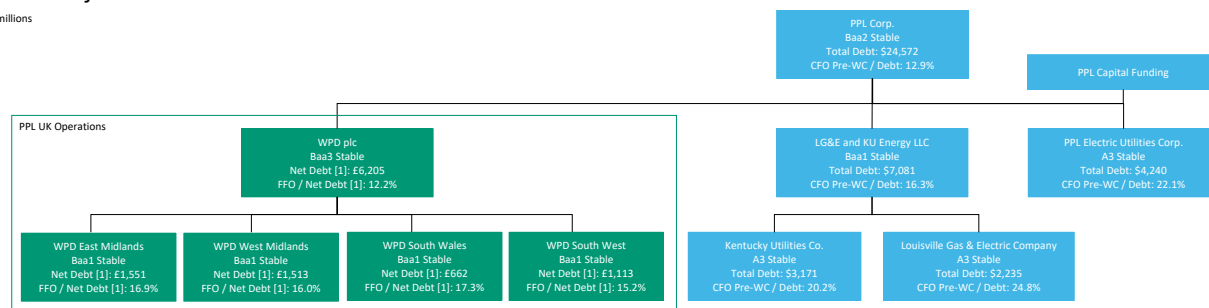 millions
PPL Corp.
Baa2 Stable
Total Debt: $24,572
CFO Pre-WC / Debt: 12.9%
PPL Capital Funding
PPL UK Operations
WPD plc
Baa3 Stable
Net Debt [1]: £6,205
FFO / Net Debt [1]: 12.2%
LG&E and KU Energy LLC
Baa1 Stable
Total Debt: $7,081
CFO Pre-WC / Debt: 16.3%
PPL Electric Utilities Corp.
A3 Stable
Total Debt: $4,240
CFO Pre-WC / Debt: 22.1%
WPD East Midlands
Baa1 Stable
Net Debt [1]: £1,551
FFO / Net Debt [1]: 16.9%
WPD West Midlands
Baa1 Stable
Net Debt [1]: £1,513
FFO / Net Debt [1]: 16.0%
WPD South Wales
Baa1 Stable
Net Debt [1]: £662
FFO / Net Debt [1]: 17.3%
WPD South West
Baa1 Stable
Net Debt [1]: £1,113
FFO / Net Debt [1]: 15.2%
Kentucky Utilities Co.
A3 Stable
Total Debt: $3,171
CFO Pre-WC / Debt: 20.2%
Louisville Gas & Electric Company
A3 Stable
Total Debt: $2,235
CFO Pre-WC / Debt: 24.8%